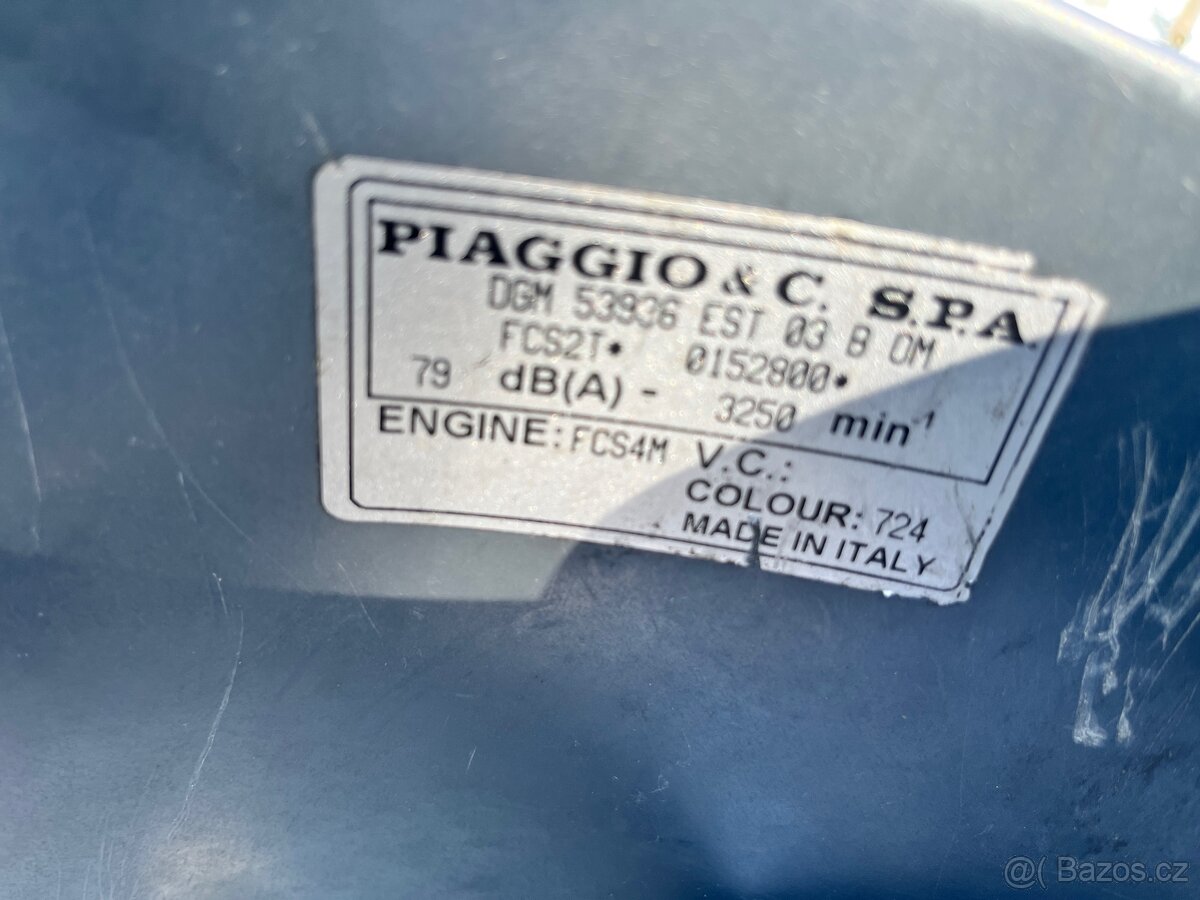 PIAGGIO & C. S.P.A.
DGM 53936 EST 03 B OM
FCS2T• 0152800•
79 dB(A) - 3250 min-1
ENGINE: FCS4M V.C.:
COLOUR: 724
MADE IN ITALY
@( Bazos.cz